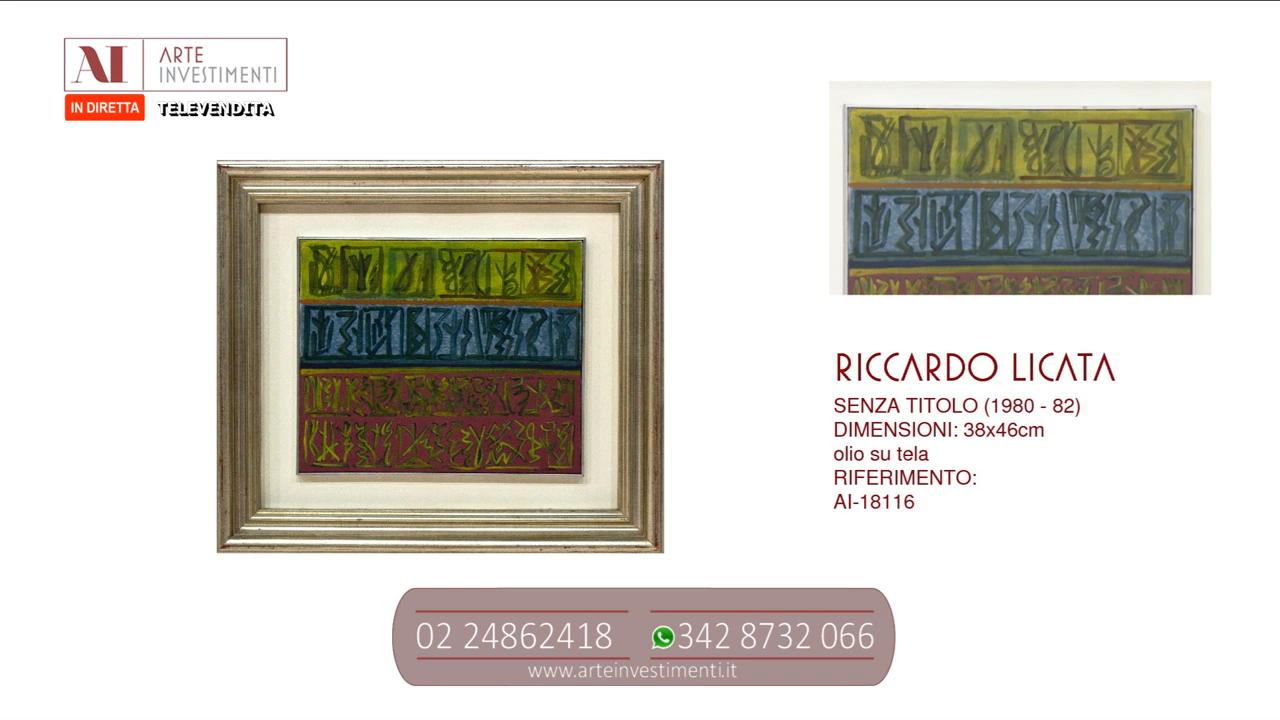 AI ARTE
INVESTIMENTI
IN DIRETTA TELEVENDITA
RICCARDO LICATA
SENZA TITOLO (1980 - 82)
DIMENSIONI: 38x46cm
olio su tela
RIFERIMENTO:
AI-18116
02 24862418 342 8732 066
www.arteinvestimenti.it